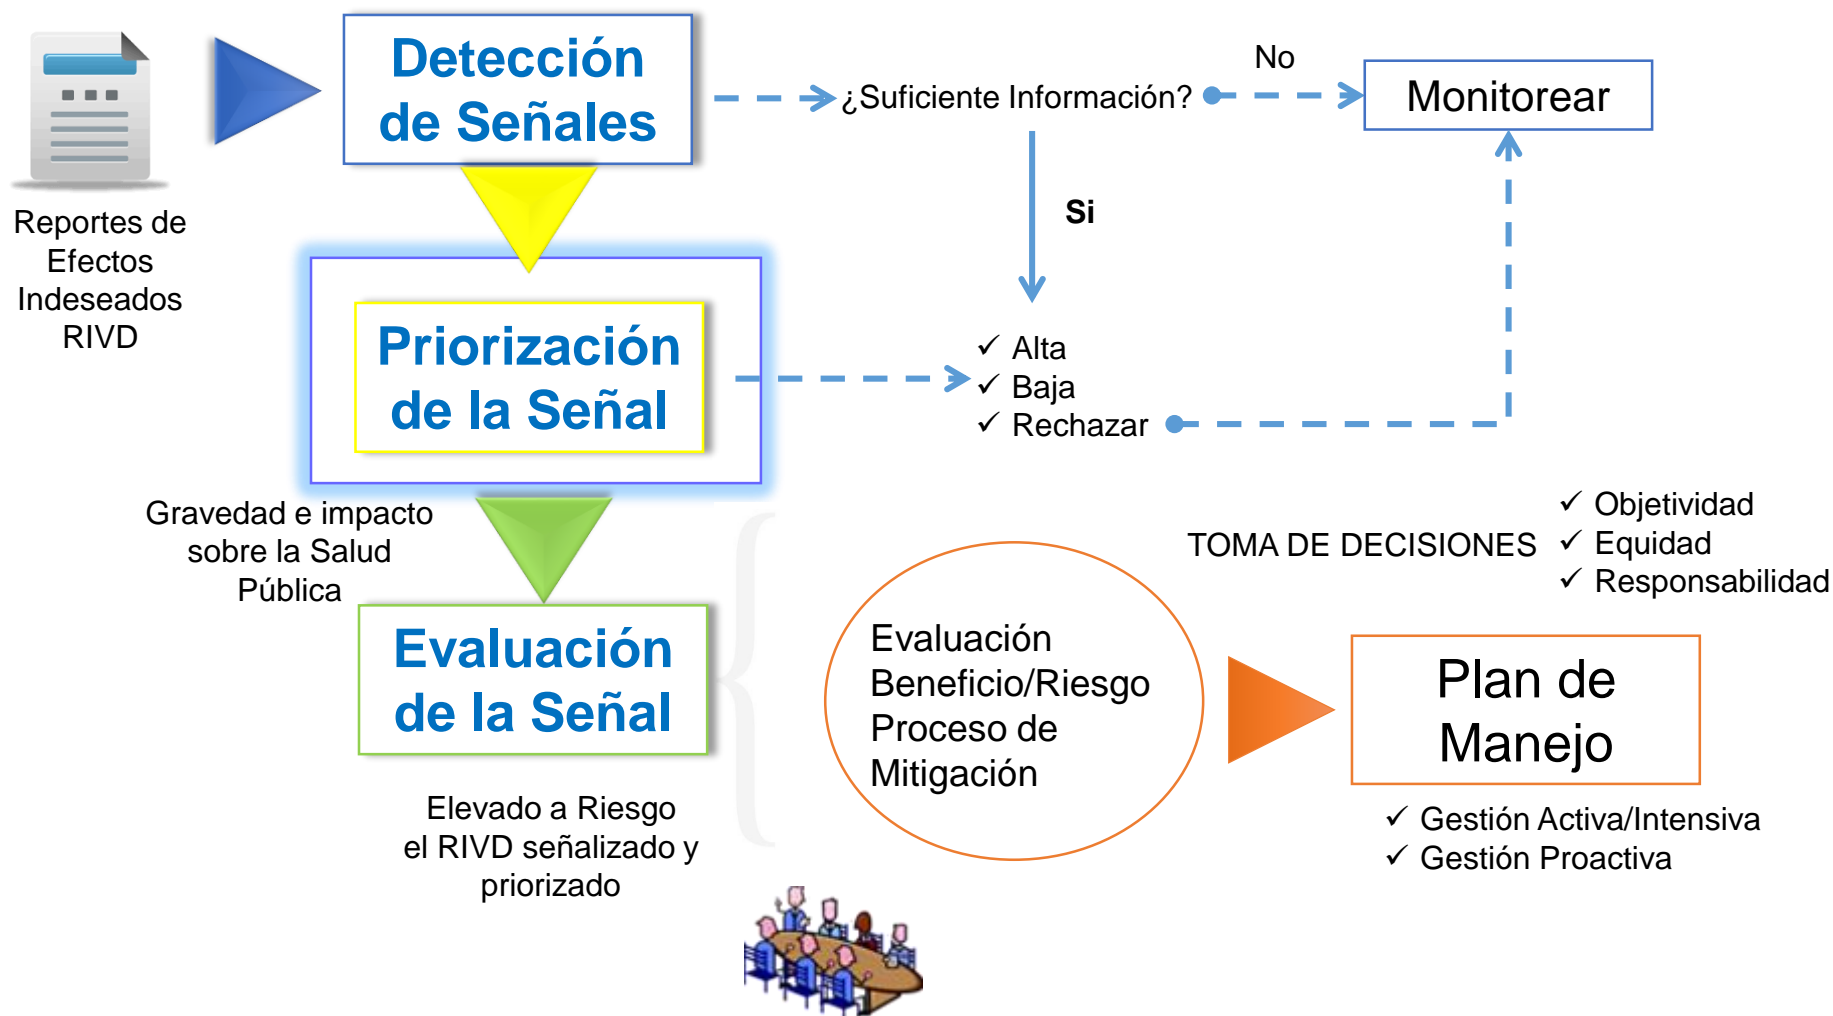 Reportes de
Efectos
Indeseados
RIVD
Detección
de Señales
¿Suficiente Información?
No
Monitorear
Si
Priorización
de la Señal
✓ Alta
✓ Baja
✓ Rechazar
Gravedad e impacto
sobre la Salud
Pública
Evaluación
de la Señal
Elevado a Riesgo
el RIVD señalizado y
priorizado
Evaluación
Beneficio/Riesgo
Proceso de
Mitigación
TOMA DE DECISIONES
✓ Objetividad
✓ Equidad
✓ Responsabilidad
Plan de
Manejo
✓ Gestión Activa/Intensiva
✓ Gestión Proactiva